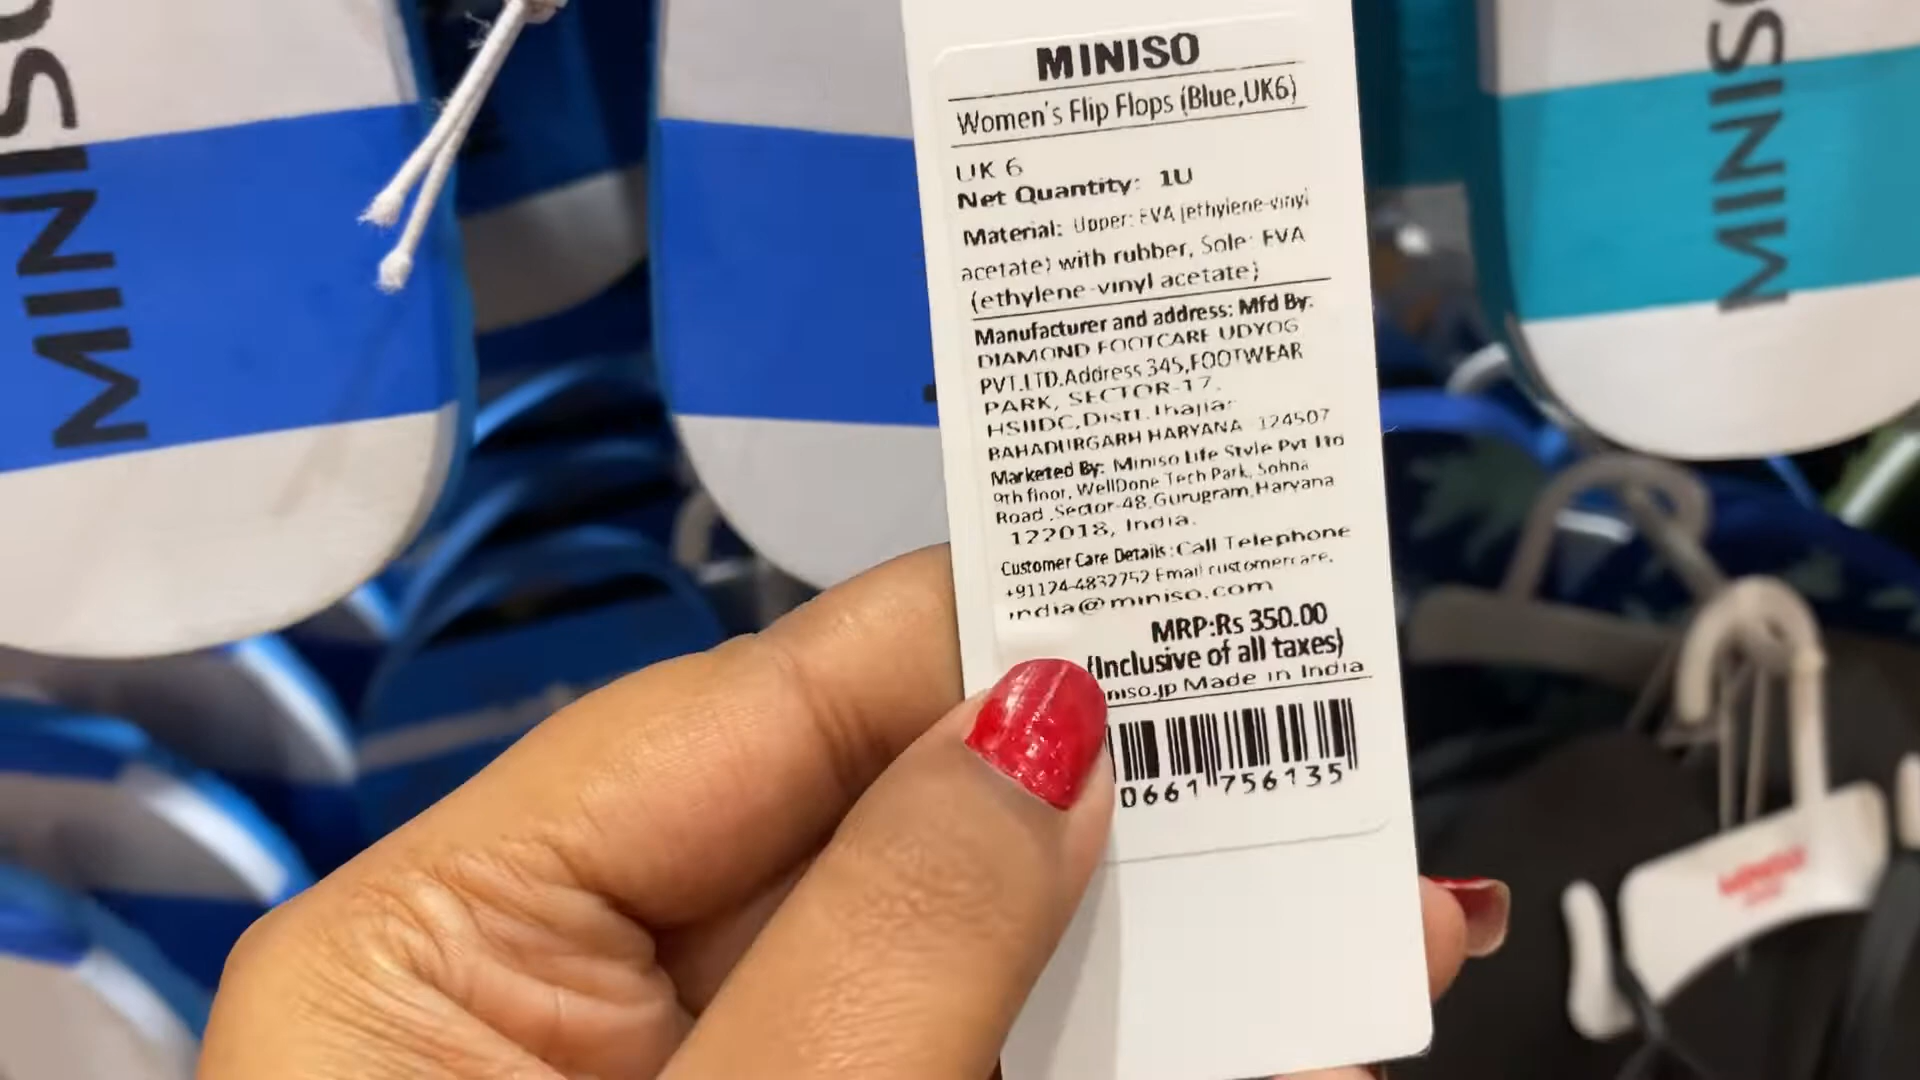 MINISO
MINISO
Women's Flip Flops (Blue,UK6)
UK 6
Net Quantity: 1U
Material: Upper: EVA (ethylene-vinyl
acetate) with rubber, Sole: EVA
(ethylene-vinyl acetate)
Manufacturer and address: Mfd By:
DIAMOND FOOTCARE UDYOG
PVT.LTD.Address 345,FOOTWEAR
PARK, SECTOR-17,
HSIIDC,Distt.Jhajjar
BAHADURGARH HARYANA 124507
Marketed By: Miniso Life Style Pvt Ltd
9th floor, WellDone Tech Park, Sohna
Road ,Sector-48,Gurugram,Haryana
122018, India.
Customer Care Details :Call Telephone
+91124-4832752 Email customercare.
india@miniso.com
MRP:Rs 350.00
(Inclusive of all taxes)
niso.jp Made in India
0661 756135
MINISO